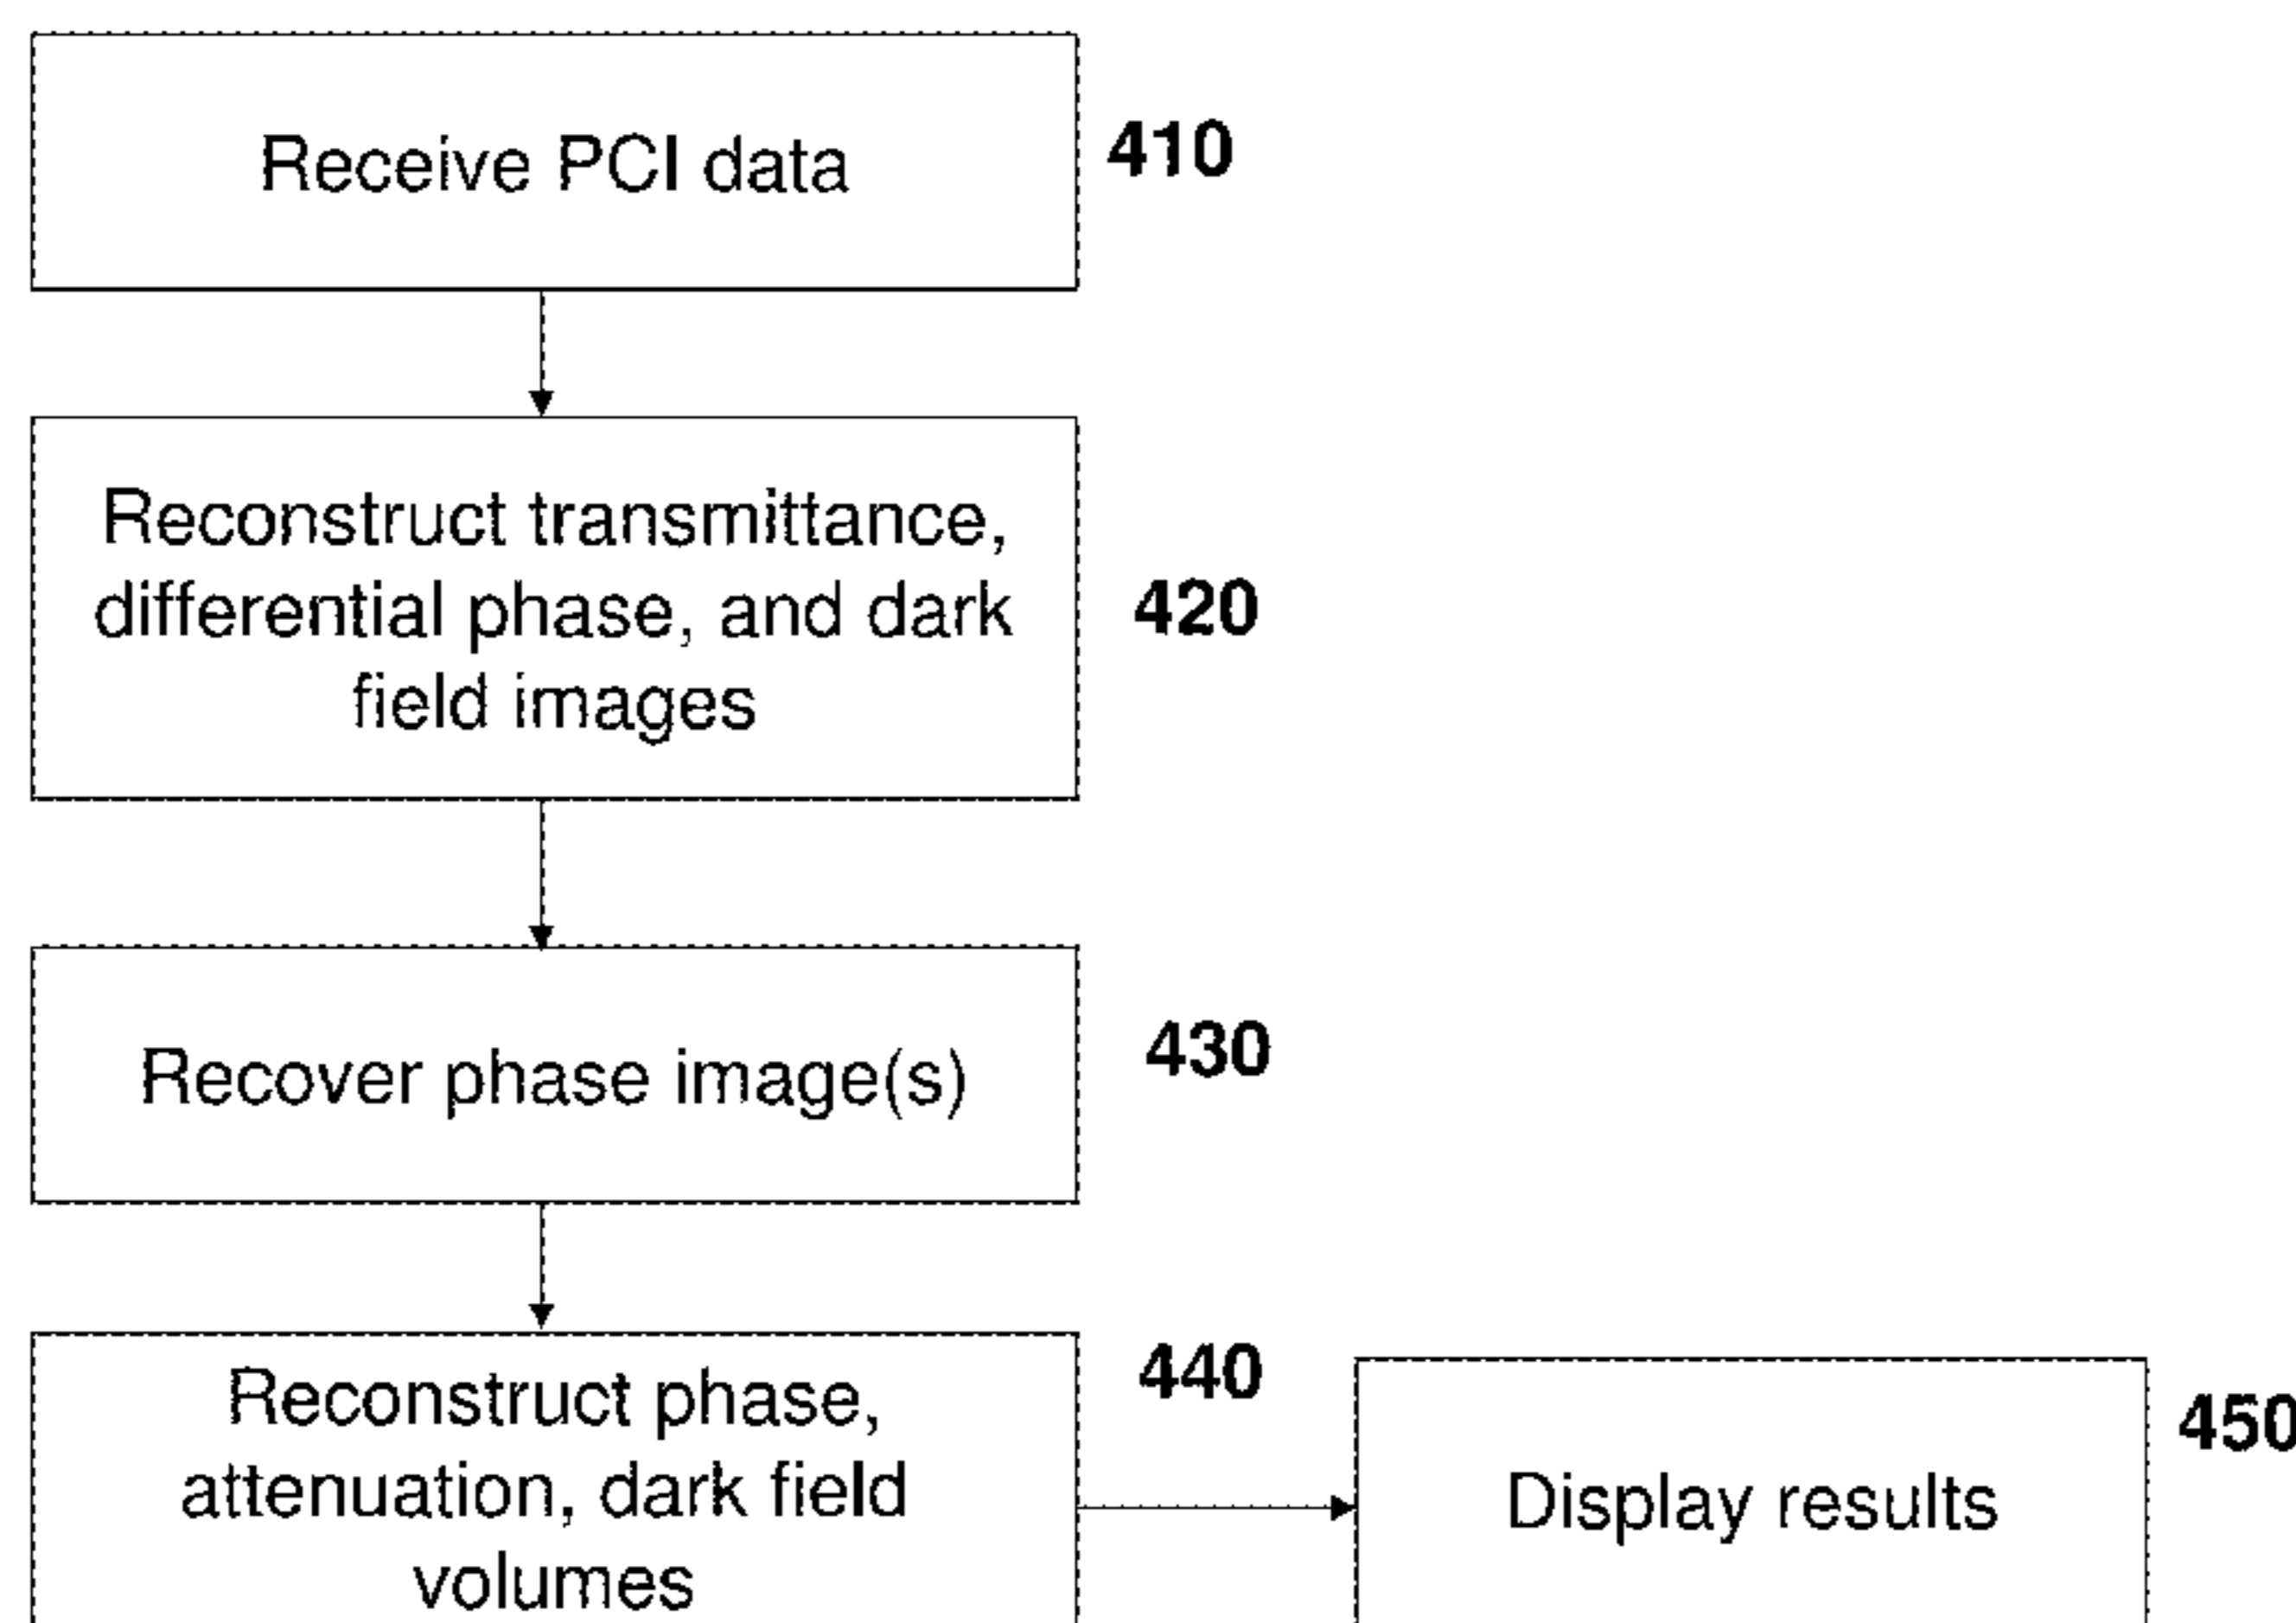 Receive PCI data
410
Reconstruct transmittance,
differential phase, and dark
field images
420
Recover phase image(s)
430
Reconstruct phase,
attenuation, dark field
volumes
440
Display results
450